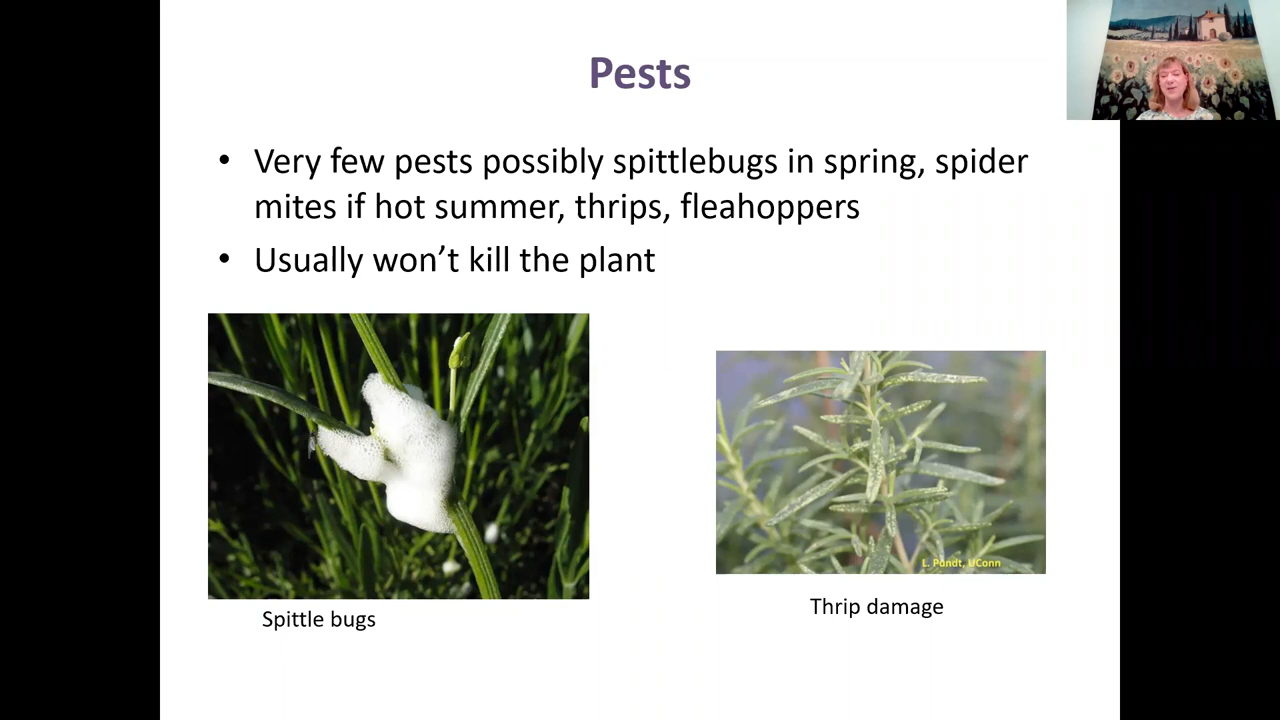 Pests
• Very few pests possibly spittlebugs in spring, spider
mites if hot summer, thrips, fleahoppers
• Usually won’t kill the plant
L. Pundt, UConn
Spittle bugs
Thrip damage